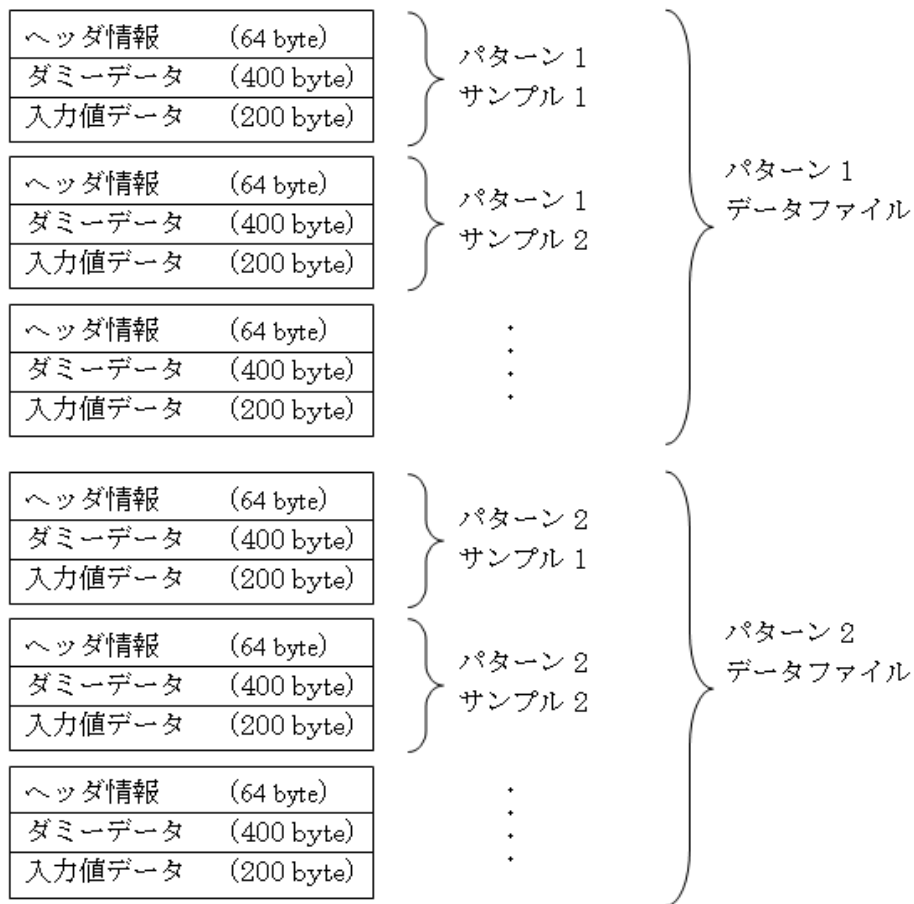 ヘッダ情報 (64 byte)
ダミーデータ (400 byte)
入力値データ (200 byte)
パターン 1
サンプル 1
ヘッダ情報 (64 byte)
ダミーデータ (400 byte)
入力値データ (200 byte)
パターン 1
サンプル 2
ヘッダ情報 (64 byte)
ダミーデータ (400 byte)
入力値データ (200 byte)
パターン 1
データファイル
ヘッダ情報 (64 byte)
ダミーデータ (400 byte)
入力値データ (200 byte)
パターン 2
サンプル 1
ヘッダ情報 (64 byte)
ダミーデータ (400 byte)
入力値データ (200 byte)
パターン 2
サンプル 2
ヘッダ情報 (64 byte)
ダミーデータ (400 byte)
入力値データ (200 byte)
パターン 2
データファイル